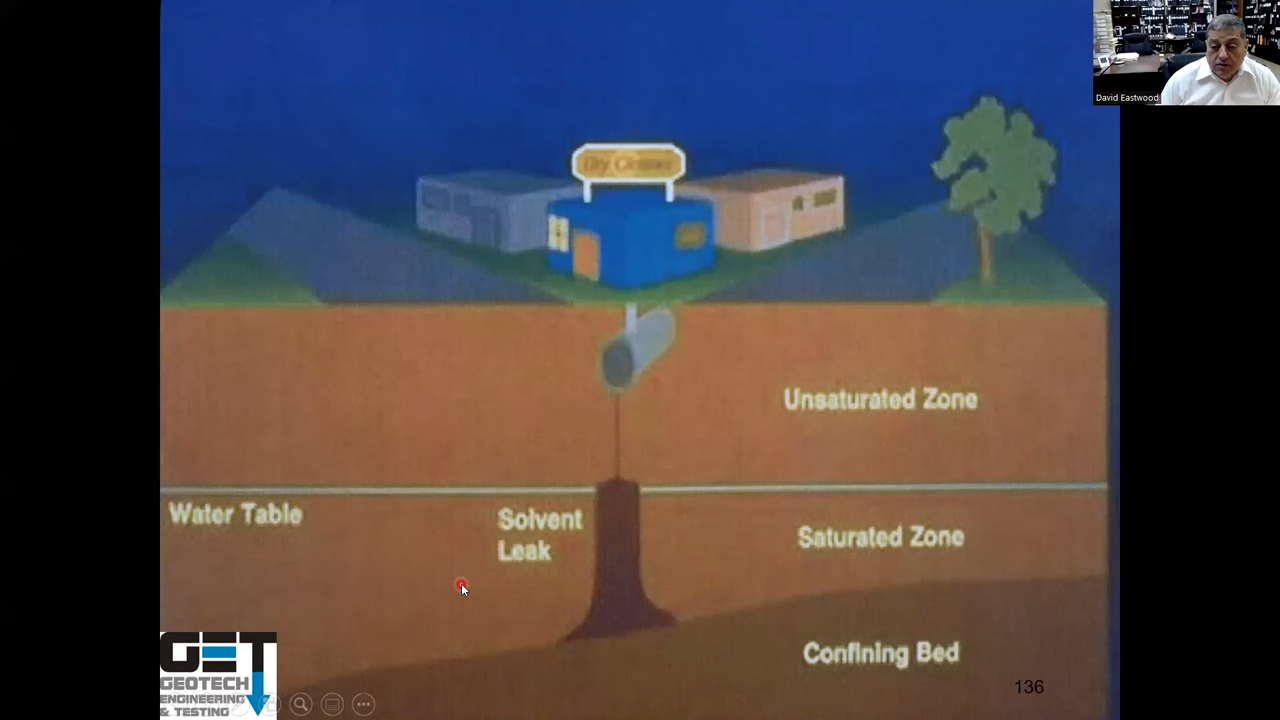 David Eastwood
Dry Cleaner
Unsaturated Zone
Water Table
Solvent
Leak
Saturated Zone
Confining Bed
136
GET
GEOTECH
ENGINEERING
& TESTING